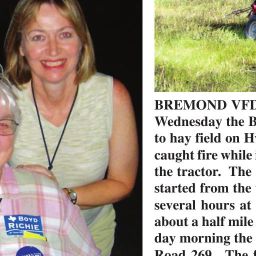 BOYD
RICHIE
BREMOND VFD
Wednesday the B
to hay field on H
caught fire while
the tractor. The
started from the
several hours at
about a half mile
day morning the
Road 269. The f